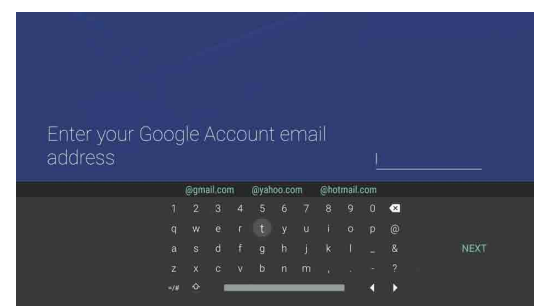 Enter your Google Account email
address
@gmail.com @yahoo.com @hotmail.com
1 2 3 4 5 6 7 8 9 0
q w e r t y u i o p @
a s d f g h j k l _ & NEXT
z x c v b n m , . - ?
=/#